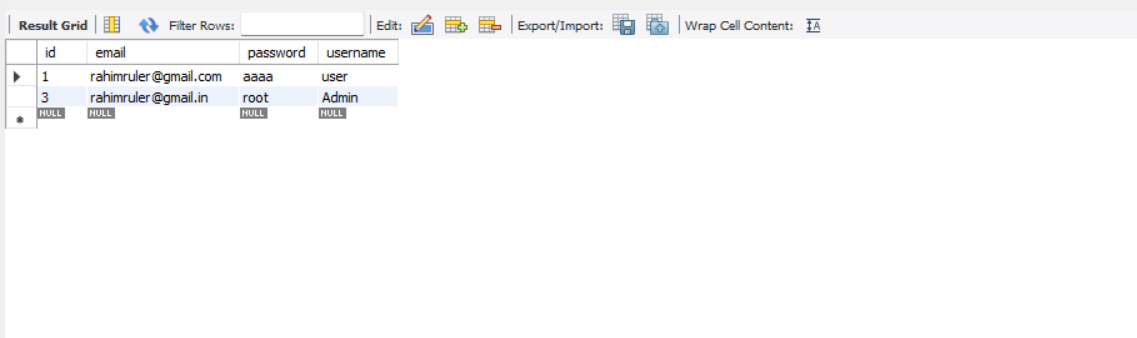 Result Grid Filter Rows: Edit: Export/Import: Wrap Cell Content: IA
id email password username
1 rahimruler@gmail.com aaaa user
3 rahimruler@gmail.in root Admin
NULL NULL NULL NULL